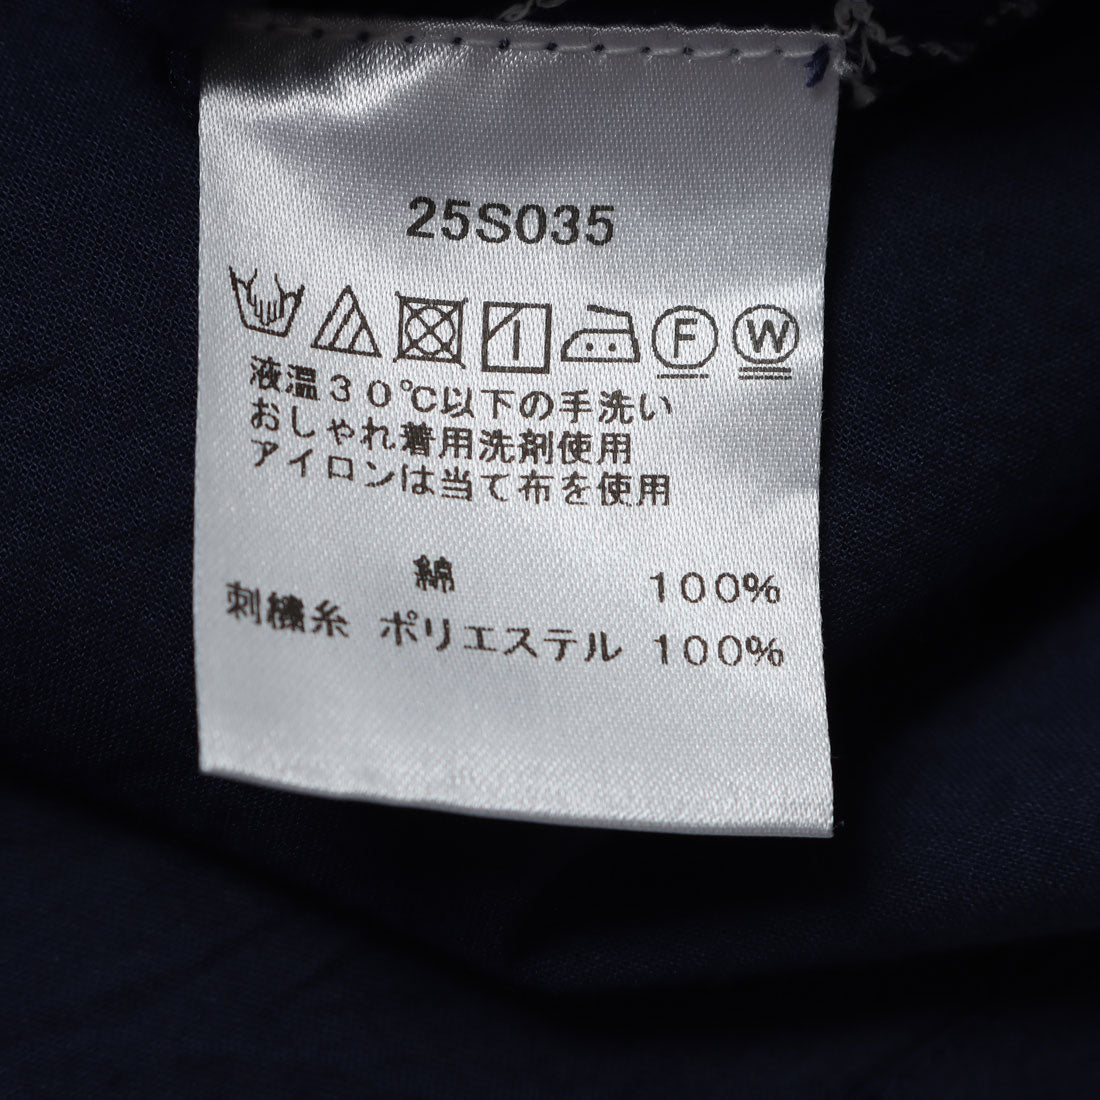 25S035
F W
液温30℃以下の手洗い
おしゃれ着用洗剤使用
アイロンは当て布を使用
綿 100%
刺繍糸 ポリエステル 100%